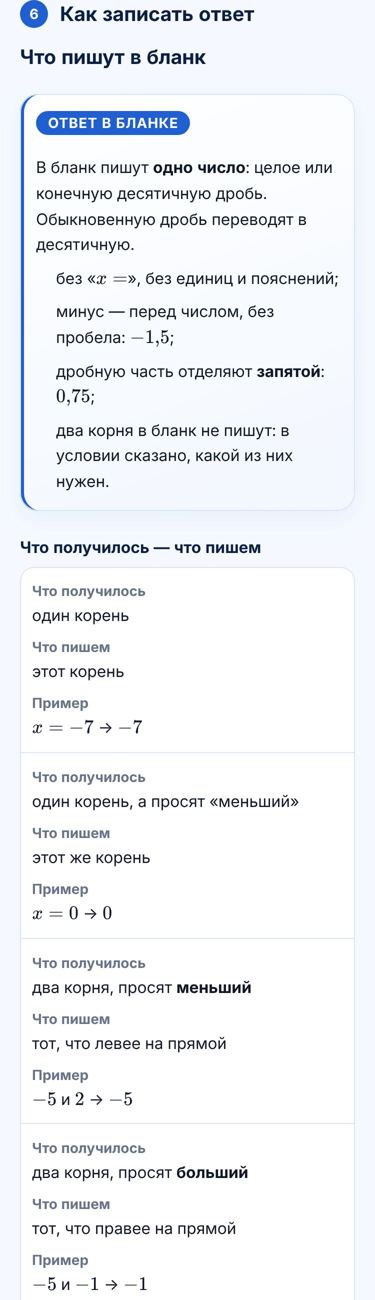 6 Как записать ответ
Что пишут в бланк
ОТВЕТ В БЛАНКЕ
В бланк пишут одно число: целое или
конечную десятичную дробь.
Обыкновенную дробь переводят в
десятичную.
без «x =», без единиц и пояснений;
минус — перед числом, без
пробела: −1,5;
дробную часть отделяют запятой:
0,75;
два корня в бланк не пишут: в
условии сказано, какой из них
нужен.
Что получилось — что пишем
Что получилось
один корень
Что пишем
этот корень
Пример
x = −7 → −7
Что получилось
один корень, а просят «меньший»
Что пишем
этот же корень
Пример
x = 0 → 0
Что получилось
два корня, просят меньший
Что пишем
тот, что левее на прямой
Пример
−5 и 2 → −5
Что получилось
два корня, просят больший
Что пишем
тот, что правее на прямой
Пример
−5 и −1 → −1